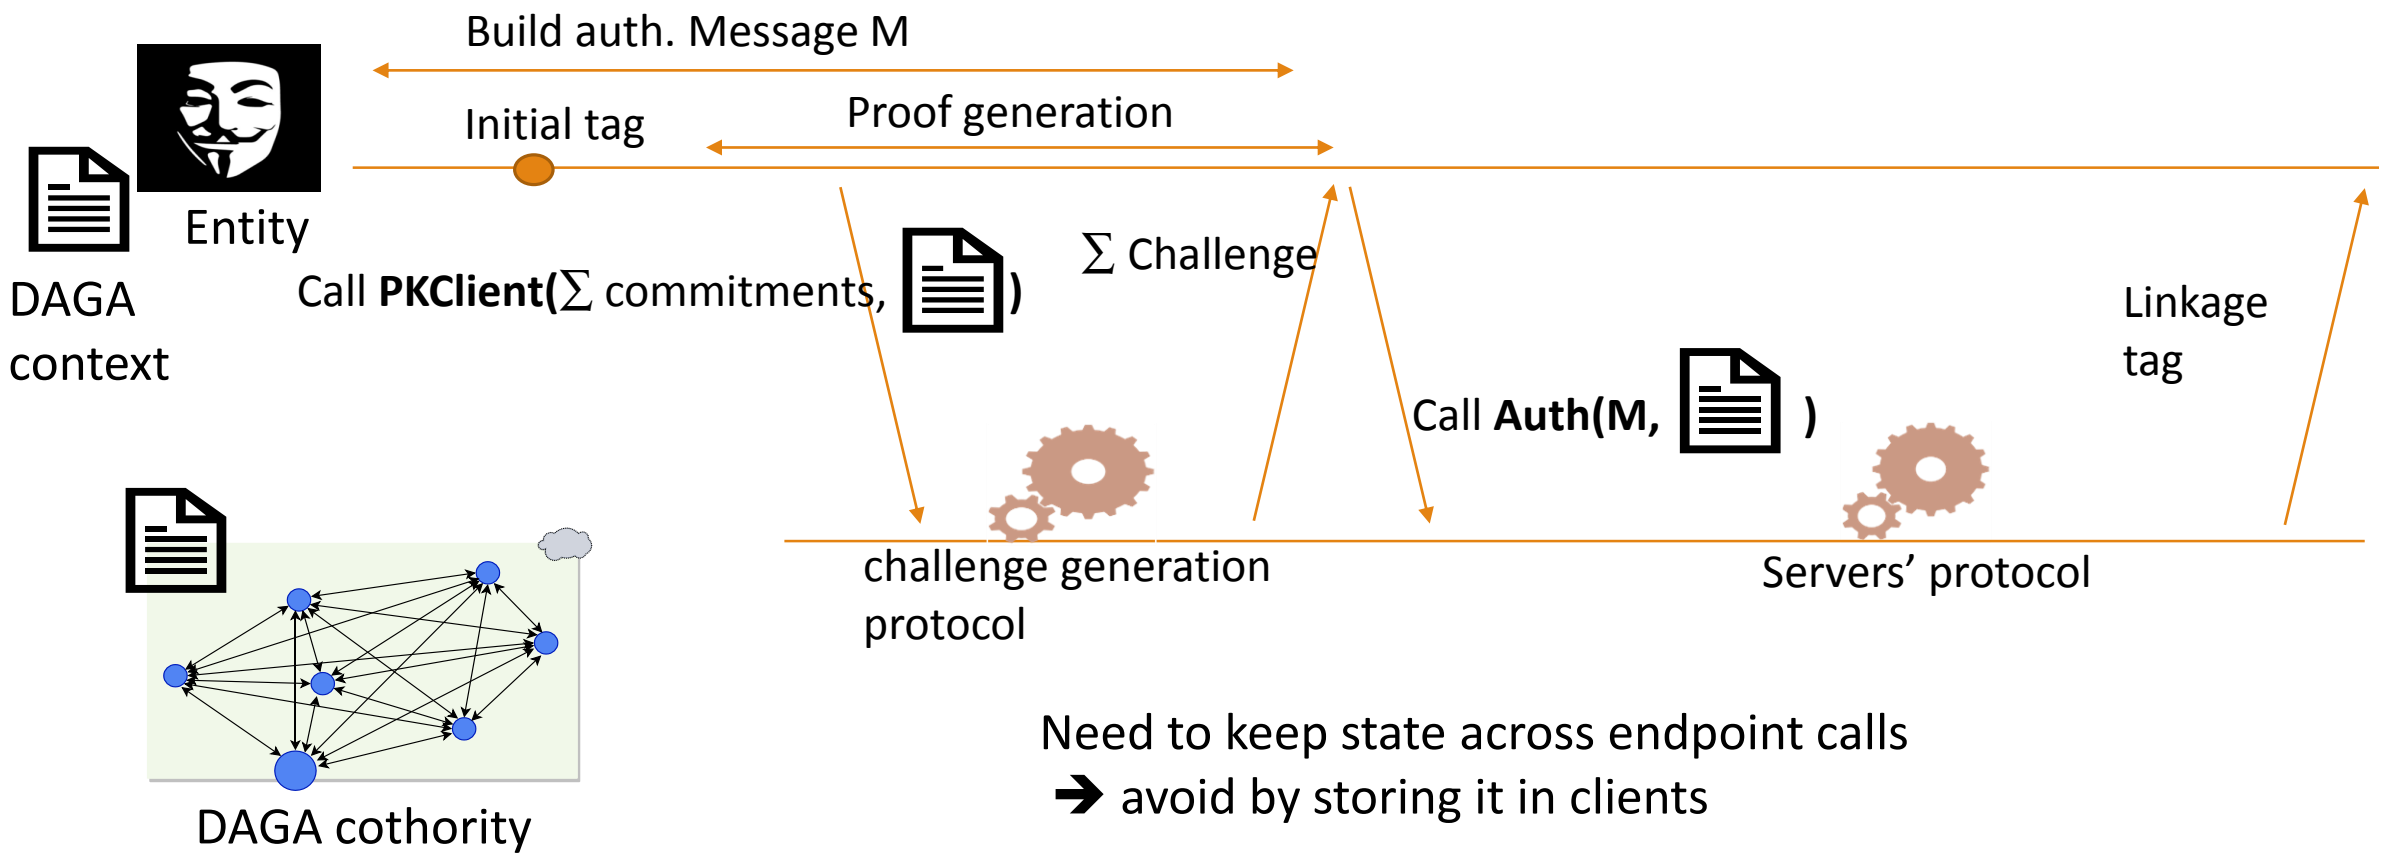 Build auth. Message M
Initial tag
Proof generation
Entity
DAGA
context
Call PKClient(∑ commitments, )
∑ Challenge
Linkage
tag
Call Auth(M, )
challenge generation
protocol
Servers’ protocol
DAGA cothority
Need to keep state across endpoint calls
➔ avoid by storing it in clients